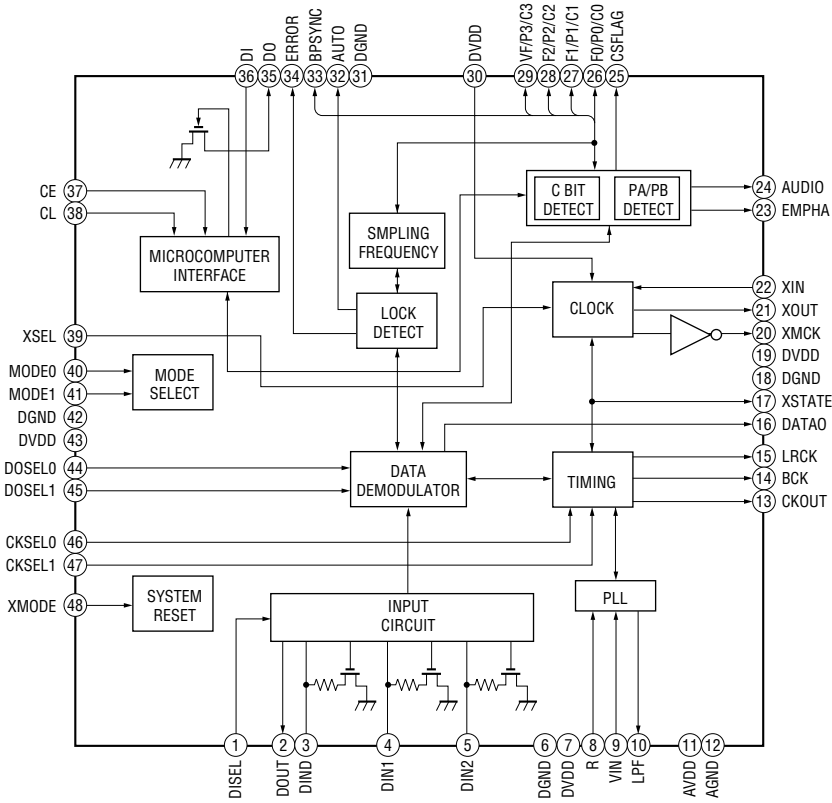 36 DI
35 DO
34 ERROR
33 BPSYNC
32 AUTO
31 DGND
30 DVDD
29 VF/P3/C3
28 F2/P2/C2
27 F1/P1/C1
26 F0/P0/C0
25 CSFLAG
CE 37
CL 38
XSEL 39
MODE0 40
MODE1 41
DGND 42
DVDD 43
DOSEL0 44
DOSEL1 45
CKSEL0 46
CKSEL1 47
XMODE 48
MICROCOMPUTER
INTERFACE
SMPLING
FREQUENCY
LOCK
DETECT
C BIT
DETECT
PA/PB
DETECT
CLOCK
MODE
SELECT
DATA
DEMODULATOR
TIMING
SYSTEM
RESET
INPUT
CIRCUIT
PLL
24 AUDIO
23 EMPHA
22 XIN
21 XOUT
20 XMCK
19 DVDD
18 DGND
17 XSTATE
16 DATAO
15 LRCK
14 BCK
13 CKOUT
1 DISEL
2 DOUT
3 DIND
4 DIN1
5 DIN2
6 DGND
7 DVDD
8 R
9 VIN
10 LPF
11 AVDD
12 AGND